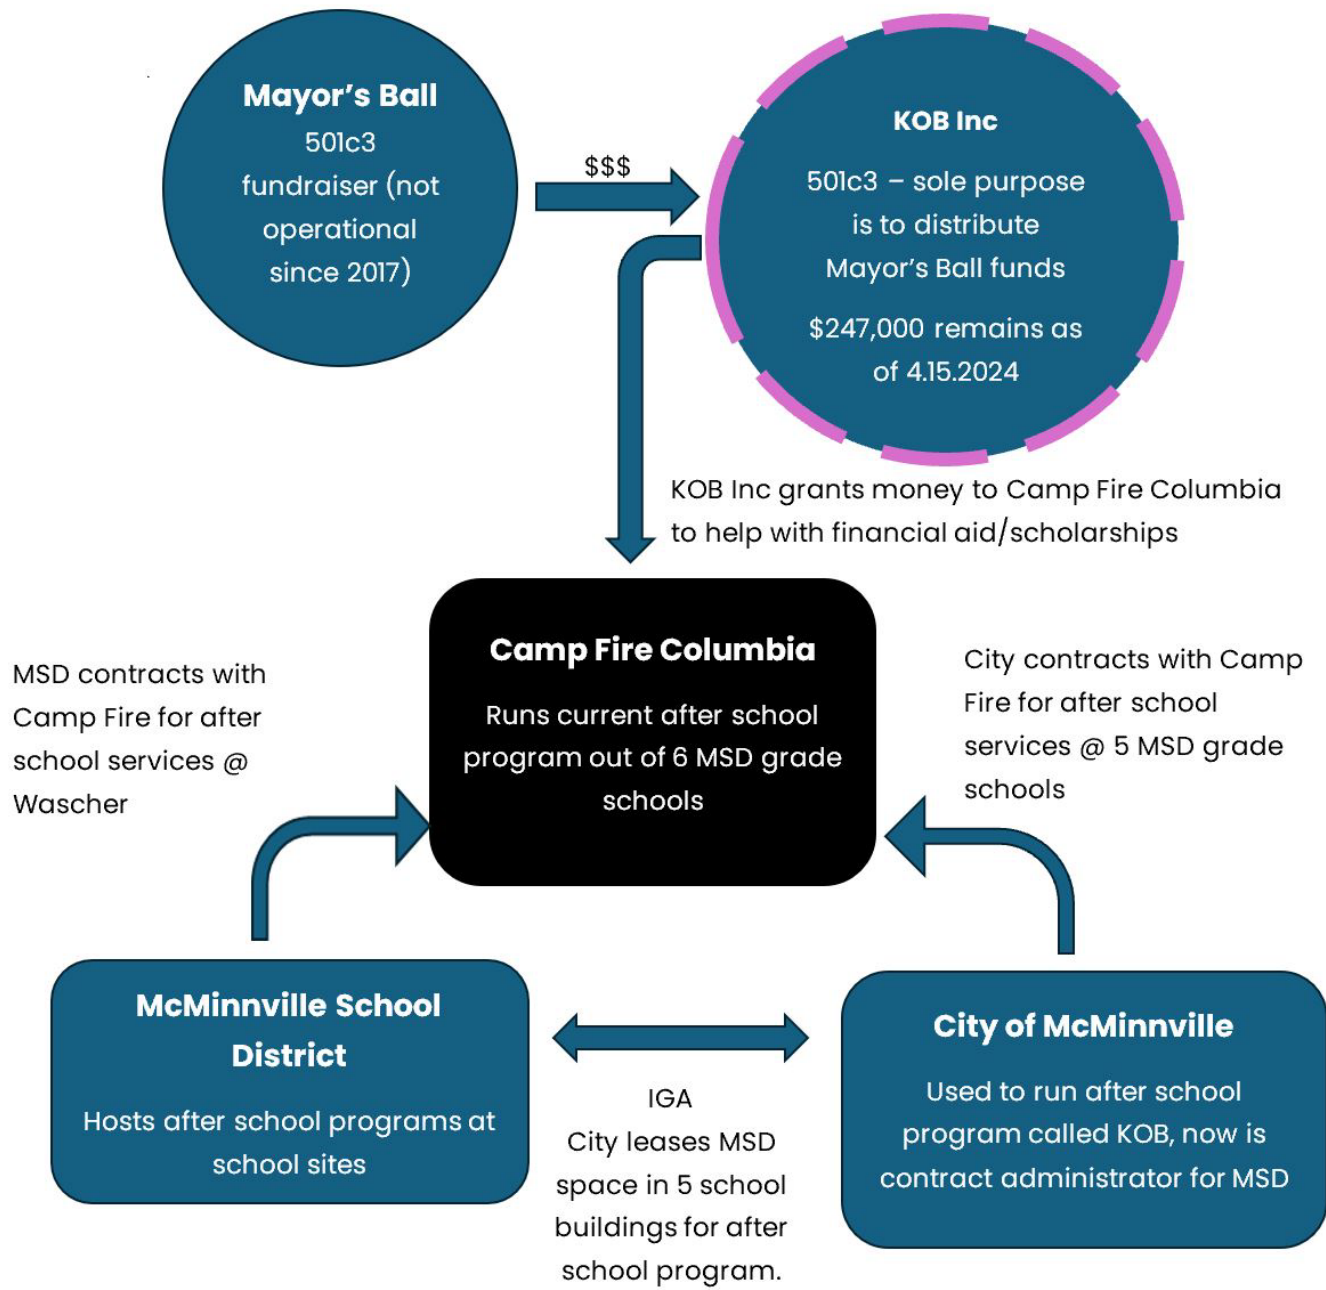 Mayor’s Ball
501c3
fundraiser (not
operational
since 2017)
$$$
KOB Inc
501c3 – sole purpose
is to distribute
Mayor’s Ball funds
$247,000 remains as
of 4.15.2024
KOB Inc grants money to Camp Fire Columbia
to help with financial aid/scholarships
Camp Fire Columbia
Runs current after school
program out of 6 MSD grade
schools
MSD contracts with
Camp Fire for after
school services @
Wascher
City contracts with Camp
Fire for after school
services @ 5 MSD grade
schools
McMinnville School
District
Hosts after school programs at
school sites
IGA
City leases MSD
space in 5 school
buildings for after
school program.
City of McMinnville
Used to run after school
program called KOB, now is
contract administrator for MSD